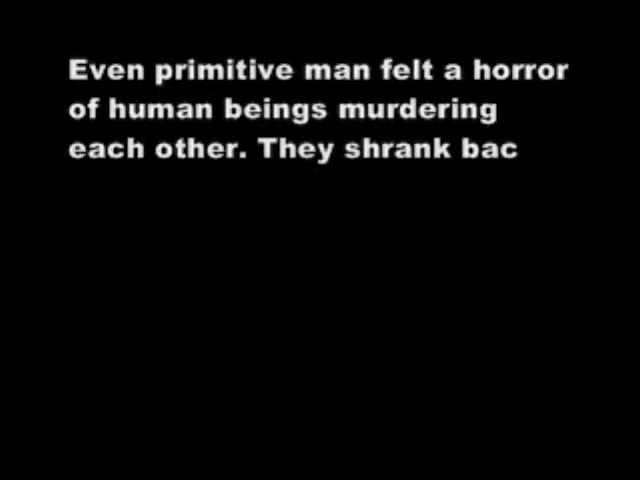 Even primitive man felt a horror
of human beings murdering
each other. They shrank bac